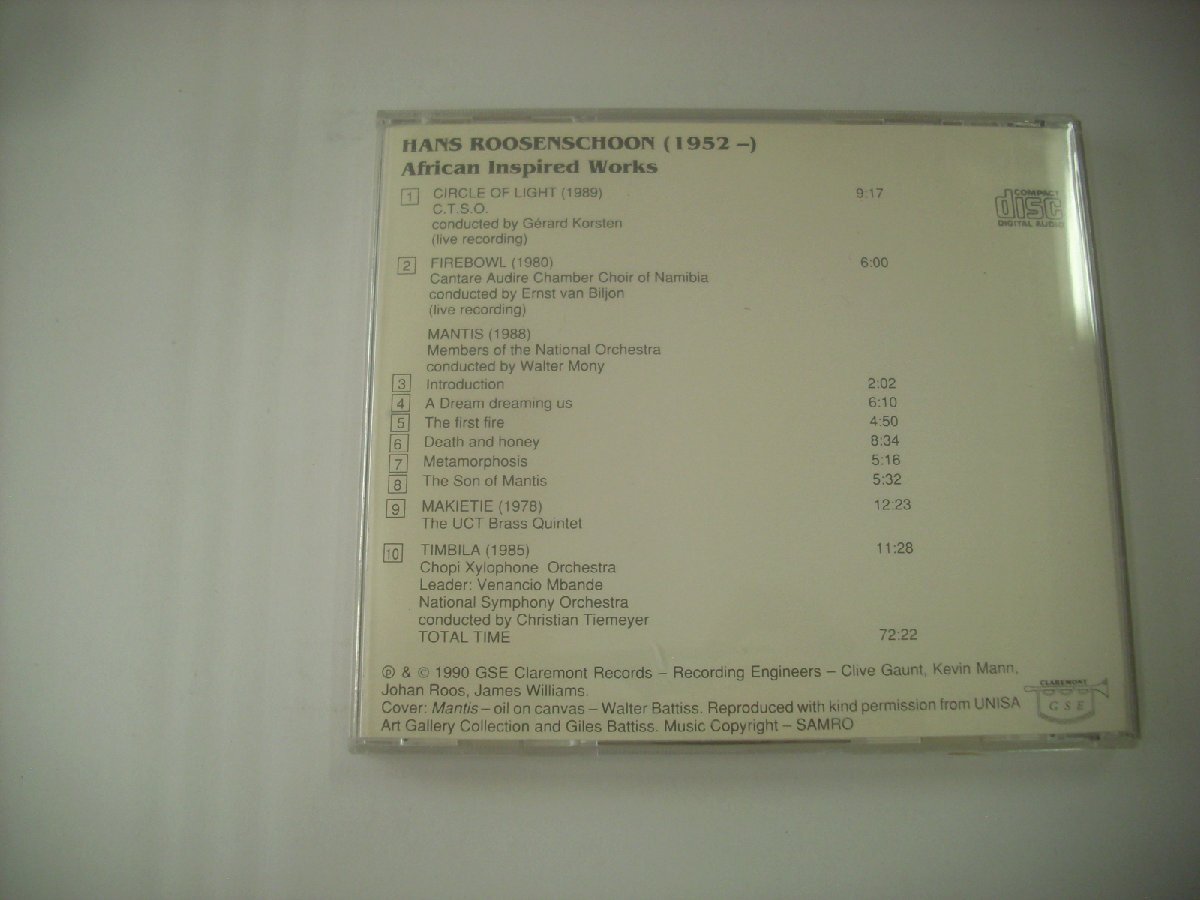 HANS ROOSENSCHOON (1952 –)
African Inspired Works
1 CIRCLE OF LIGHT (1989) 9:17
C.T.S.O.
conducted by Gérard Korsten
(live recording)
COMPACT
disc
DIGITAL AUDIO
2 FIREBOWL (1980) 6:00
Cantare Audire Chamber Choir of Namibia
conducted by Ernst van Biljon
(live recording)
MANTIS (1988)
Members of the National Orchestra
conducted by Walter Mony
3 Introduction 2:02
4 A Dream dreaming us 6:10
5 The first fire 4:50
6 Death and honey 8:34
7 Metamorphosis 5:16
8 The Son of Mantis 5:32
9 MAKIETIE (1978) 12:23
The UCT Brass Quintet
10 TIMBILA (1985) 11:28
Chopi Xylophone Orchestra
Leader: Venancio Mbande
National Symphony Orchestra
conducted by Christian Tiemeyer
TOTAL TIME 72:22
℗ & © 1990 GSE Claremont Records – Recording Engineers – Clive Gaunt, Kevin Mann,
Johan Roos, James Williams.
Cover: Mantis – oil on canvas – Walter Battiss. Reproduced with kind permission from UNISA
Art Gallery Collection and Giles Battiss. Music Copyright – SAMRO
CLAREMONT
GSE